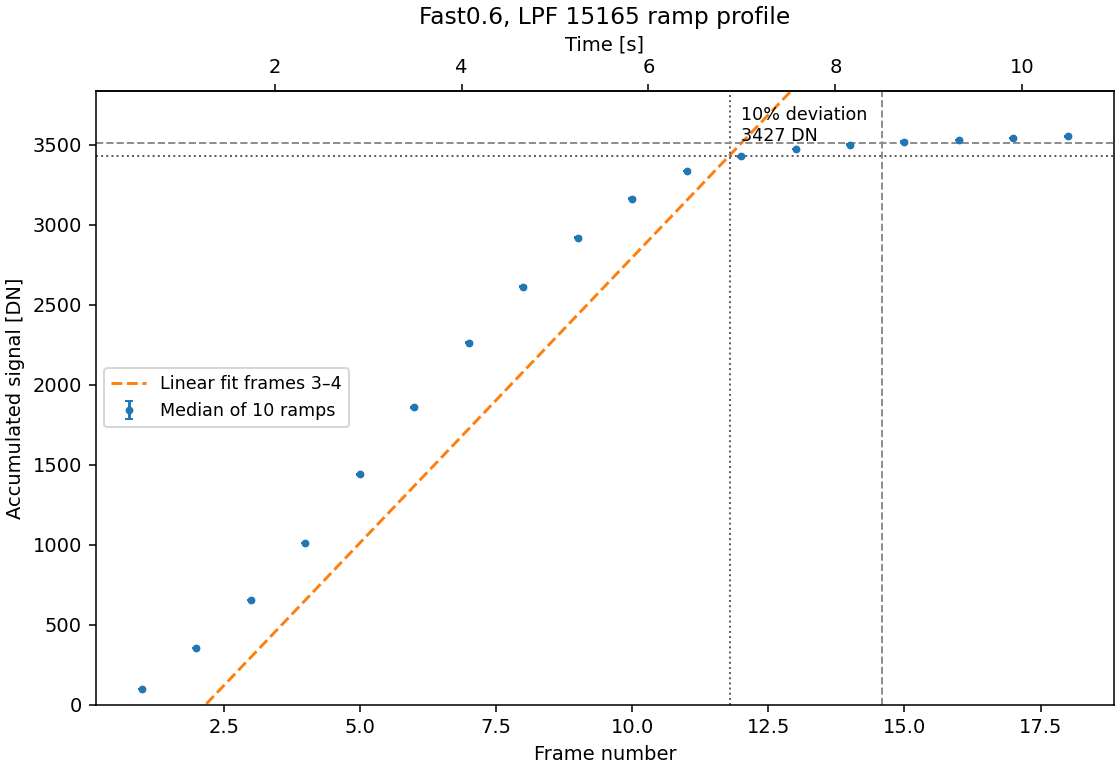 Fast0.6, LPF 15165 ramp profile
Time [s]
2 4 6 8 10
10% deviation
3427 DN
3500
3000
2500
2000
1500
1000
500
0
Accumulated signal [DN]
Linear fit frames 3–4
Median of 10 ramps
2.5 5.0 7.5 10.0 12.5 15.0 17.5
Frame number